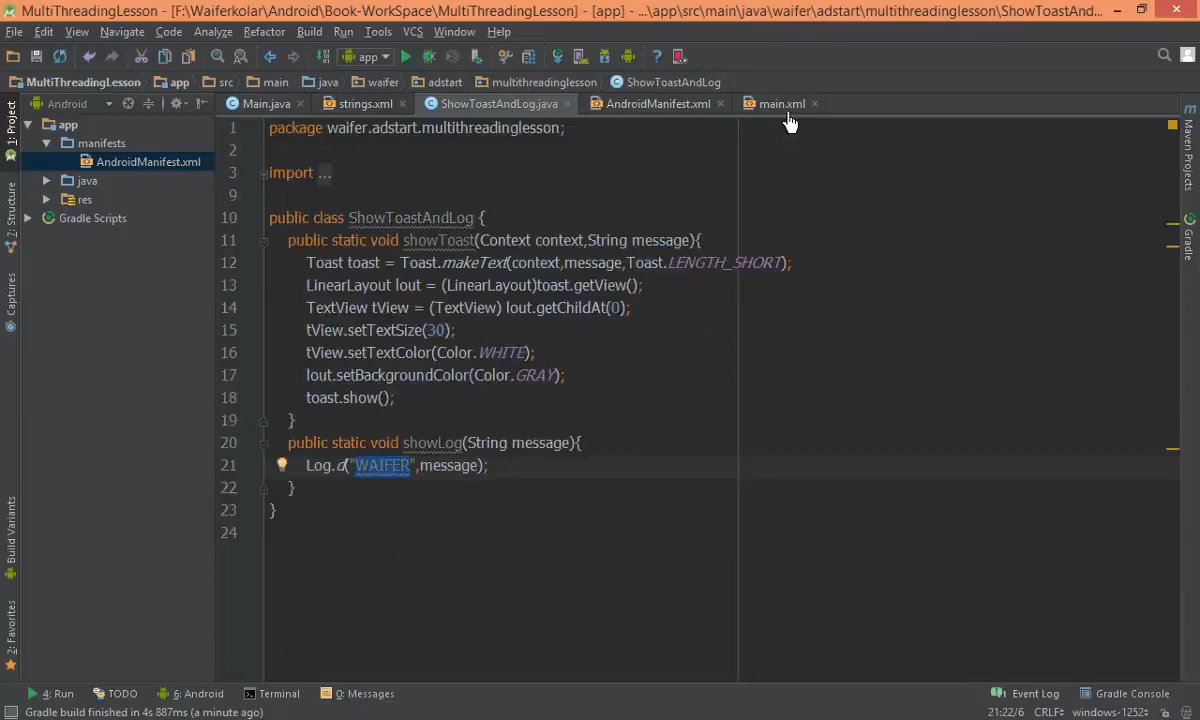 MultiThreadingLesson - [F:\Waiferkolar\Android\Book-WorkSpace\MultiThreadingLesson] - [app] - ...\app\src\main\java\waifer\adstart\multithreadinglesson\ShowToastAnd...
File Edit View Navigate Code Analyze Refactor Build Run Tools VCS Window Help
app
MultiThreadingLesson app src main java waifer adstart multithreadinglesson ShowToastAndLog
Android Main.java strings.xml ShowToastAndLog.java AndroidManifest.xml main.xml
1: Project
Z: Structure
Captures
Build Variants
2: Favorites
app
manifests
AndroidManifest.xml
java
res
Gradle Scripts
1 package waifer.adstart.multithreadinglesson;
2
3 import ...
9
10 public class ShowToastAndLog {
11 public static void showToast(Context context,String message){
12 Toast toast = Toast.makeText(context,message,Toast.LENGTH_SHORT);
13 LinearLayout lout = (LinearLayout)toast.getView();
14 TextView tView = (TextView) lout.getChildAt(0);
15 tView.setTextSize(30);
16 tView.setTextColor(Color.WHITE);
17 lout.setBackgroundColor(Color.GRAY);
18 toast.show();
19 }
20 public static void showLog(String message){
21 Log.d("WAIFER",message);
22 }
23 }
24
Maven Projects
Gradle
4: Run TODO 6: Android Terminal 0: Messages 1 Event Log Gradle Console
Gradle build finished in 4s 887ms (a minute ago) 21:22/6 CRLF windows-1252